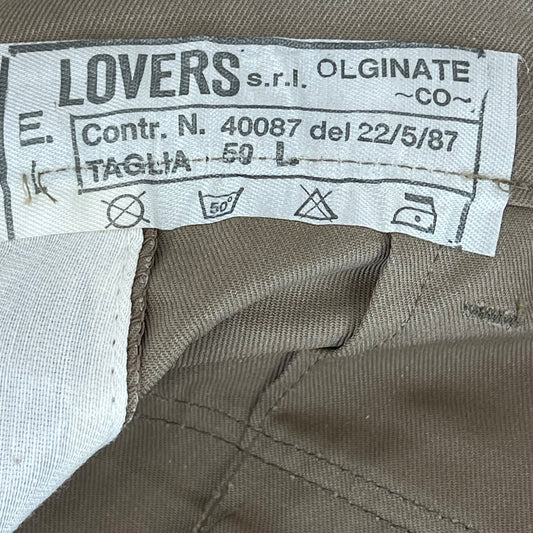 LOVERS s.r.l. OLGINATE
~CO~
E.
Contr. N. 40087 del 22/5/87
TAGLIA 50 L
50°